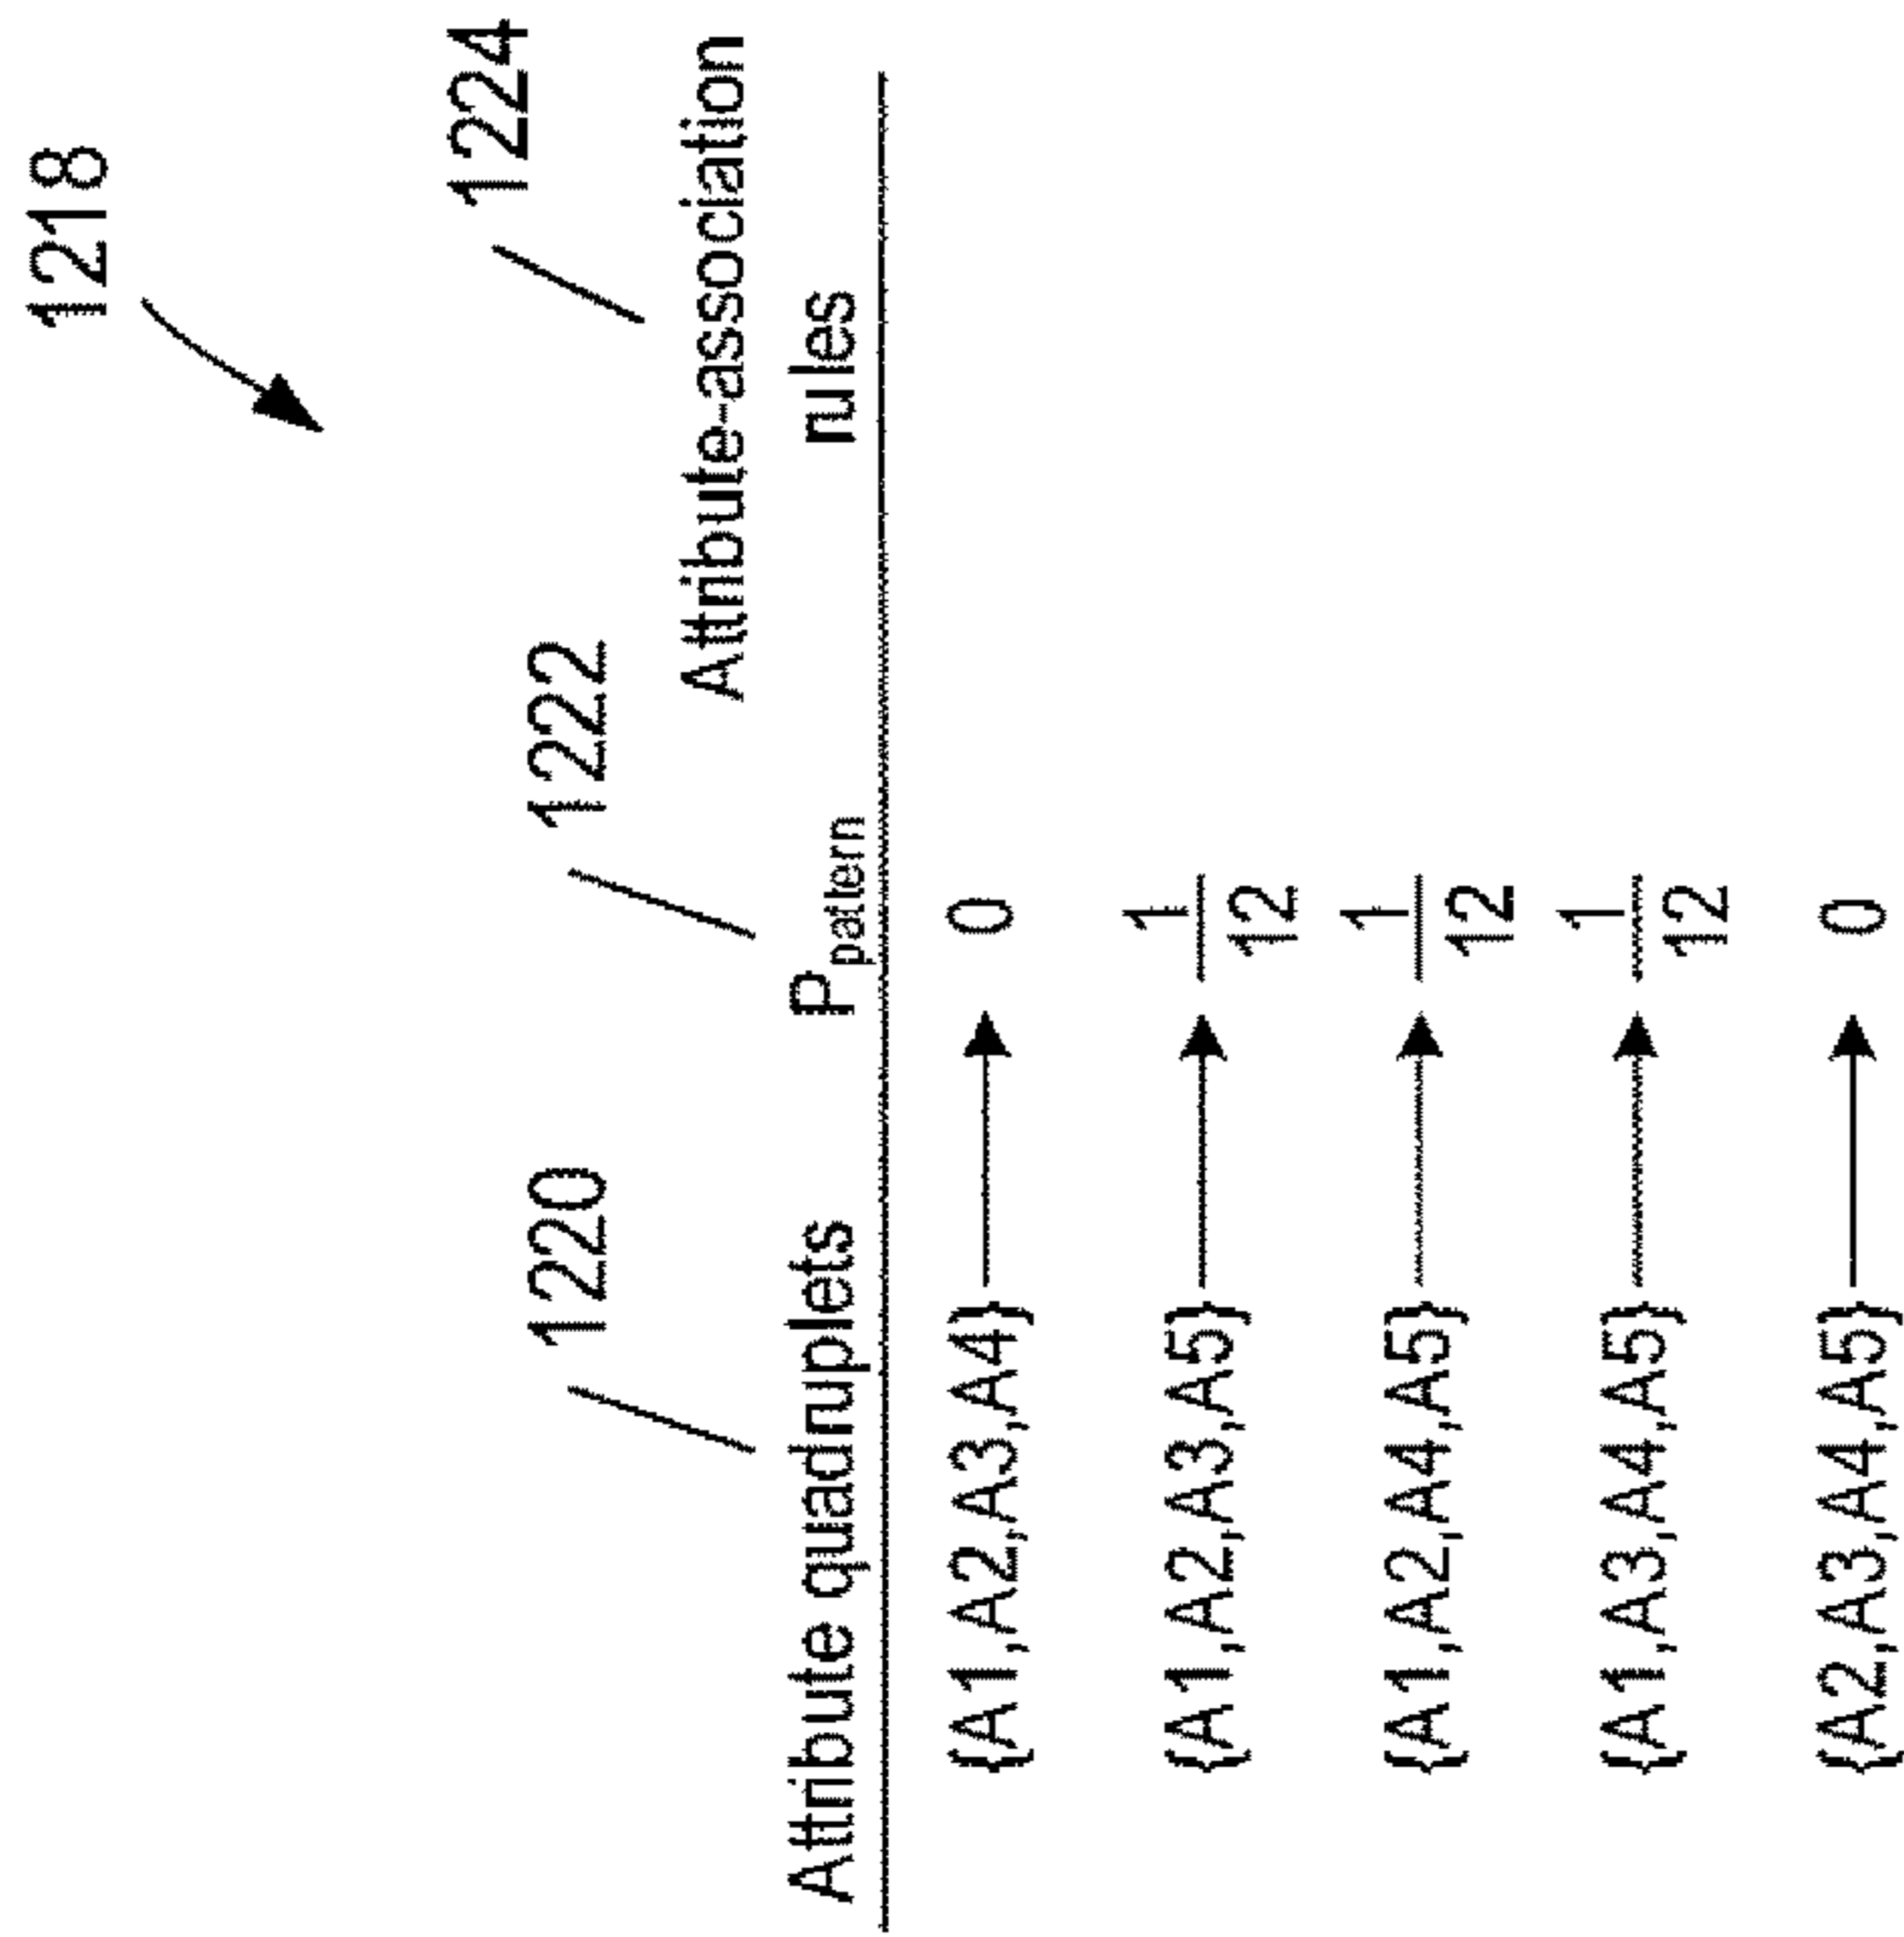 1218
1220
1222
1224
Attribute quadruplets
P pattern
Attribute-association
rules
{A1,A2,A3,A4} 0
{A1,A2,A3,A5} 1/12
{A1,A2,A4,A5} 1/12
{A1,A3,A4,A5} 1/12
{A2,A3,A4,A5} 0